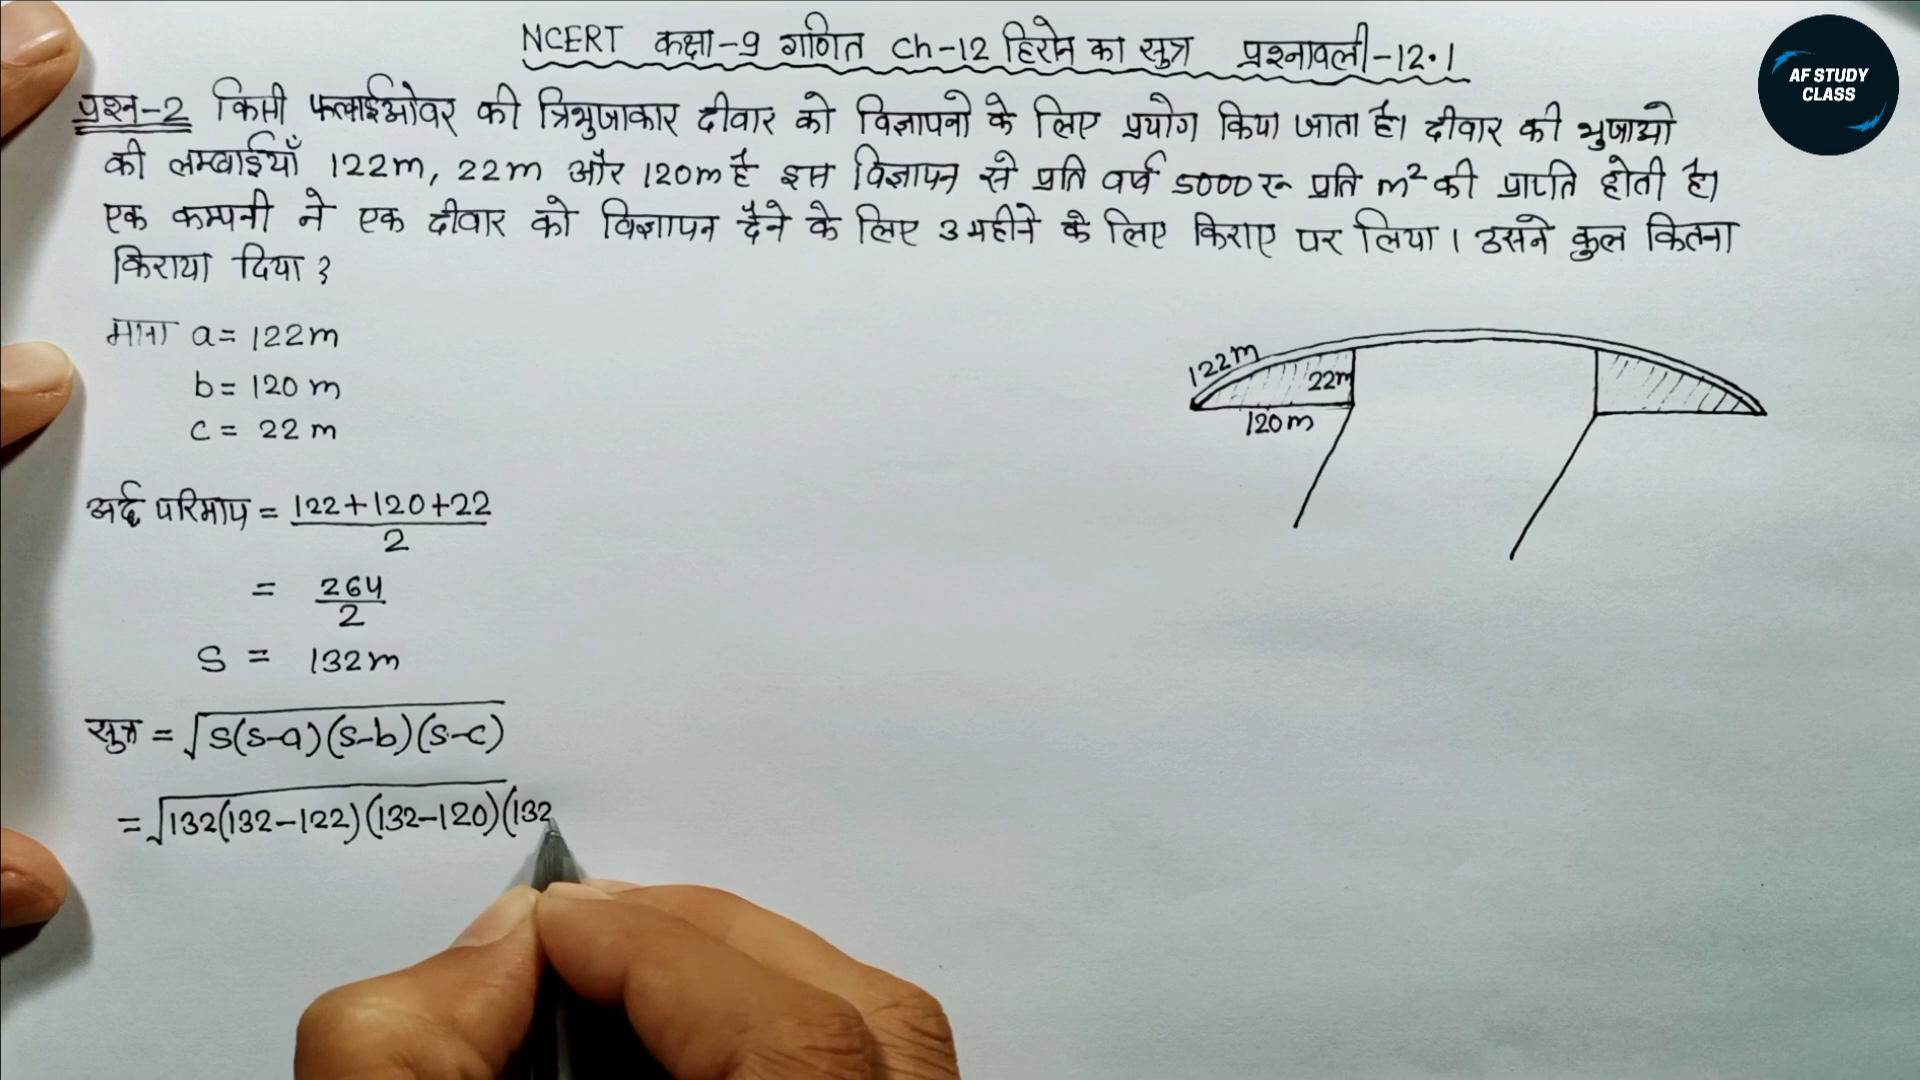 NCERT कक्षा-9 गणित Ch-12 हिरोन का सुत्र प्रश्नावली-12.1
AF STUDY
CLASS
प्रश्न-2 किसी फ्लाईओवर की त्रिभुजाकार दीवार को विज्ञापनो के लिए प्रयोग किया जाता है। दीवार की भुजाओ
की लम्बाईयाँ 122m, 22m और 120m है इस विज्ञापन से प्रति वर्ष 5000 रू प्रति m² की प्राप्ति होती है।
एक कम्पनी ने एक दीवार को विज्ञापन देने के लिए 3 महीने के लिए किराए पर लिया। उसने कुल कितना
किराया दिया ?
माना a = 122m
b = 120 m
c = 22 m
122m
22m
120m
अर्द्ध परिमाप = 122+120+22
2
= 264
2
S = 132m
सुत्र = √S(S-a)(S-b)(S-c)
= √132(132-122)(132-120)(132